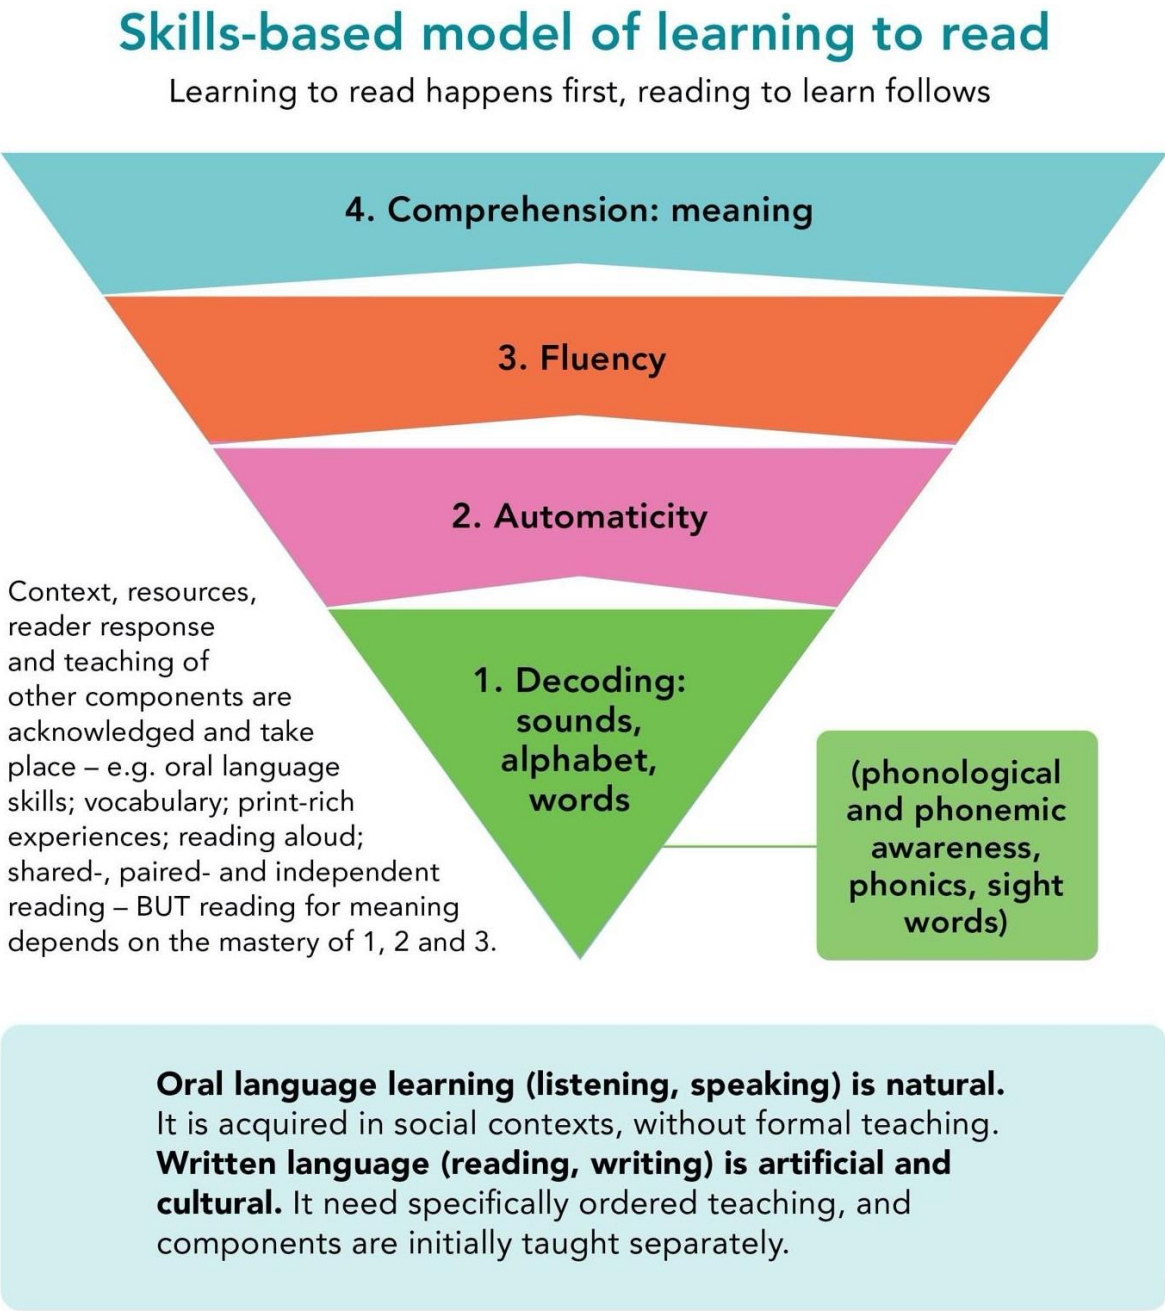 Skills-based model of learning to read
Learning to read happens first, reading to learn follows
4. Comprehension: meaning
3. Fluency
2. Automaticity
Context, resources,
reader response
and teaching of
other components are
acknowledged and take
place – e.g. oral language
skills; vocabulary; print-rich
experiences; reading aloud;
shared-, paired- and independent
reading – BUT reading for meaning
depends on the mastery of 1, 2 and 3.
1. Decoding:
sounds,
alphabet,
words
(phonological
and phonemic
awareness,
phonics, sight
words)
Oral language learning (listening, speaking) is natural.
It is acquired in social contexts, without formal teaching.
Written language (reading, writing) is artificial and
cultural. It need specifically ordered teaching, and
components are initially taught separately.